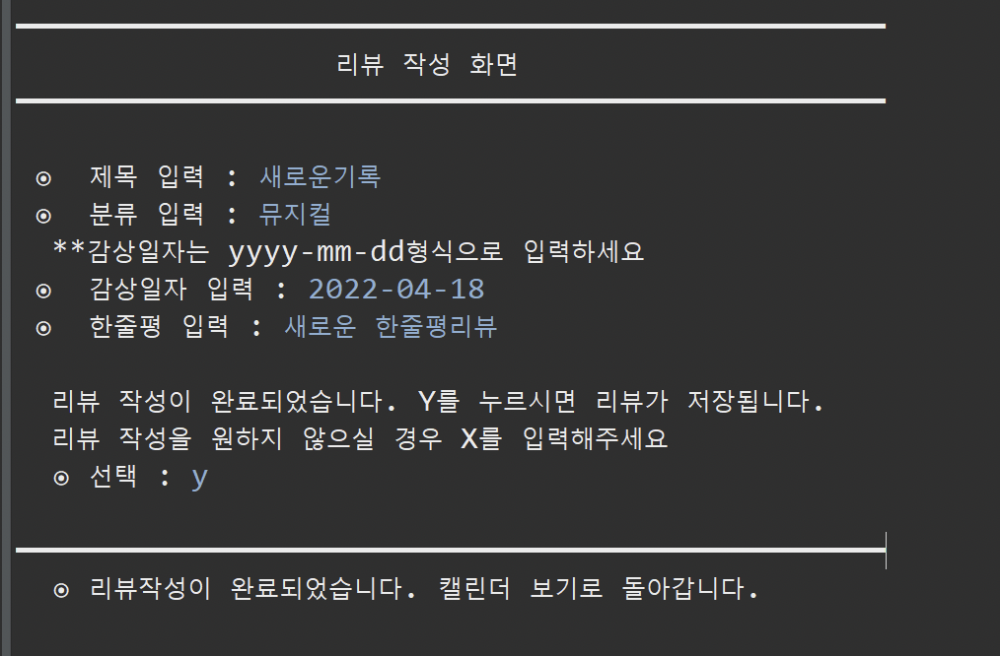 리뷰 작성 화면
⊙ 제목 입력 : 새로운기록
⊙ 분류 입력 : 뮤지컬
**감상일자는 yyyy-mm-dd형식으로 입력하세요
⊙ 감상일자 입력 : 2022-04-18
⊙ 한줄평 입력 : 새로운 한줄평리뷰
리뷰 작성이 완료되었습니다. Y를 누르시면 리뷰가 저장됩니다.
리뷰 작성을 원하지 않으실 경우 X를 입력해주세요
⊙ 선택 : y
⊙ 리뷰작성이 완료되었습니다. 캘린더 보기로 돌아갑니다.